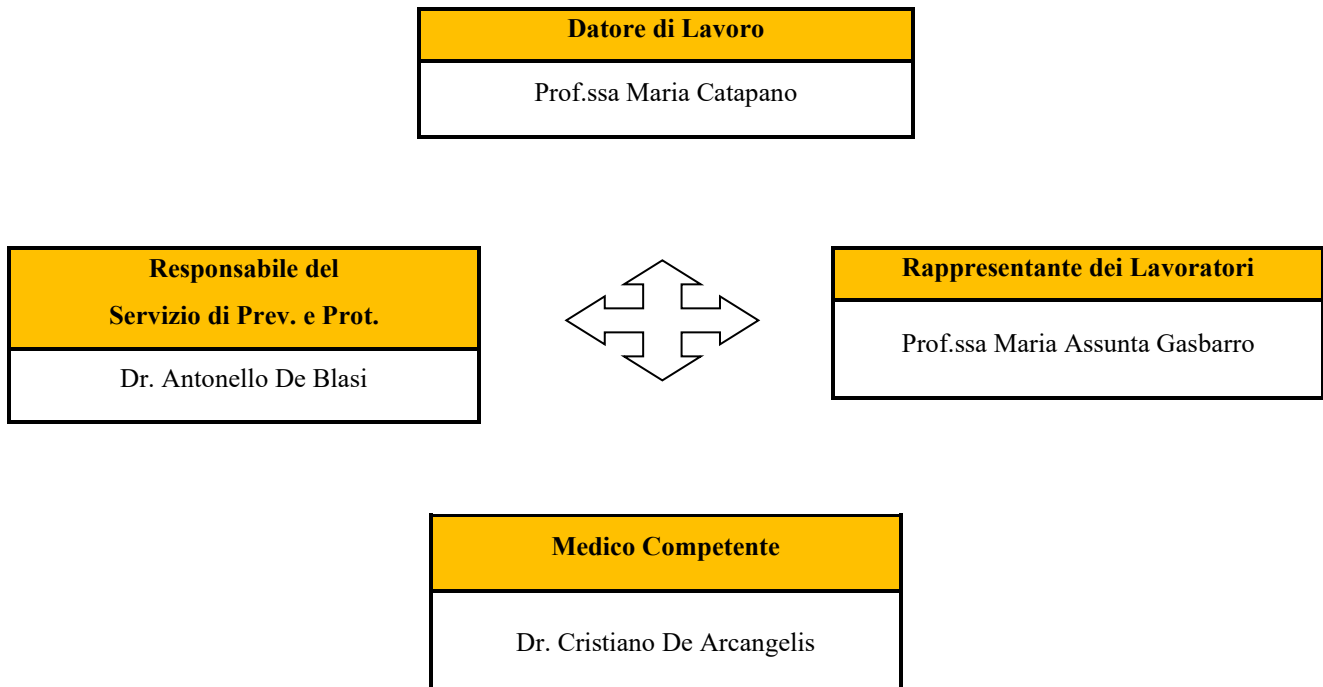 Datore di Lavoro
Prof.ssa Maria Catapano
Responsabile del
Servizio di Prev. e Prot.
Dr. Antonello De Blasi
Rappresentante dei Lavoratori
Prof.ssa Maria Assunta Gasbarro
Medico Competente
Dr. Cristiano De Arcangelis